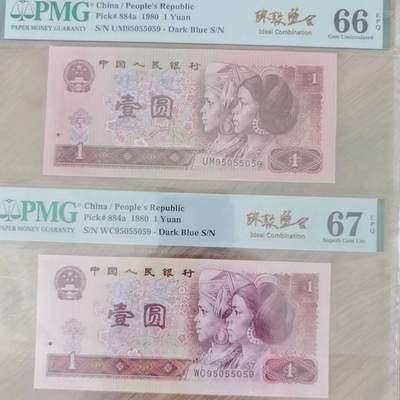 PMG
PAPER MONEY GUARANTY
China / People's Republic
Pick# 884a 1980 1 Yuan
S/N UM95055059 - Dark Blue S/N
Ideal Combination
66 EPQ
Gem Uncirculated
中国人民银行
1
壹圆
1
UM95055059
1
PMG
PAPER MONEY GUARANTY
China / People's Republic
Pick# 884a 1980 1 Yuan
S/N WC95055059 - Dark Blue S/N
Ideal Combination
67 EPQ
Superb Gem Unc
中国人民银行
1
壹圆
1
WC95055059
1